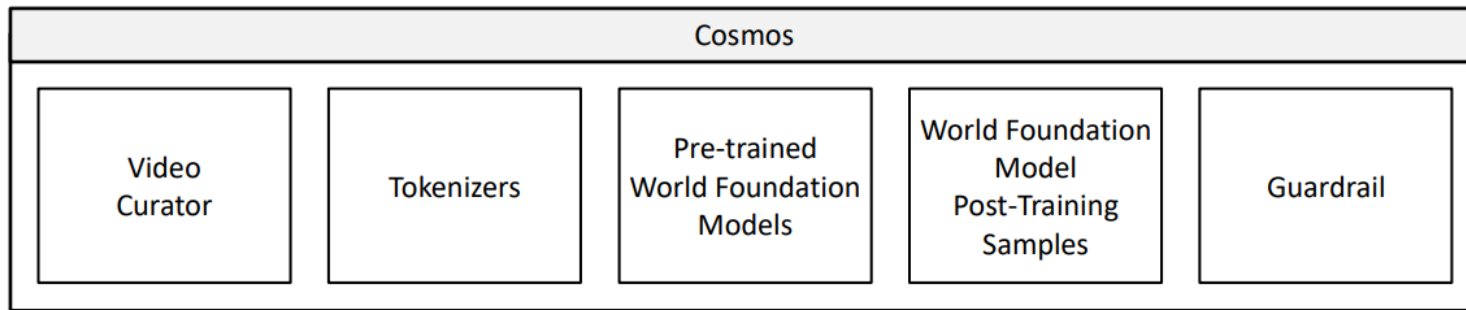 Cosmos
Video
Curator
Tokenizers
Pre-trained
World Foundation
Models
World Foundation
Model
Post-Training
Samples
Guardrail